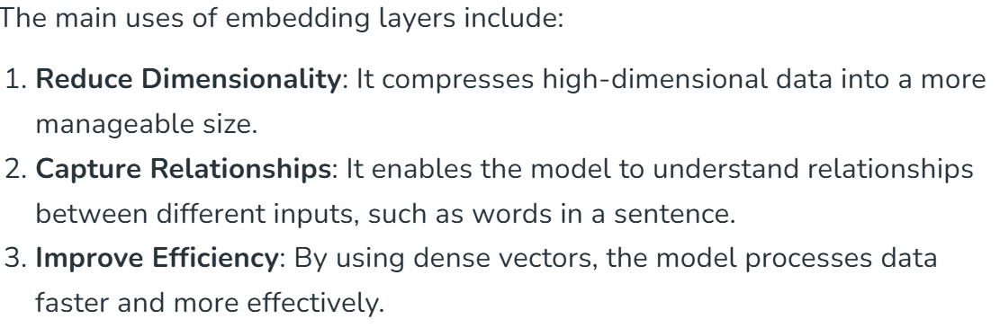 The main uses of embedding layers include:
1. Reduce Dimensionality: It compresses high-dimensional data into a more
manageable size.
2. Capture Relationships: It enables the model to understand relationships
between different inputs, such as words in a sentence.
3. Improve Efficiency: By using dense vectors, the model processes data
faster and more effectively.